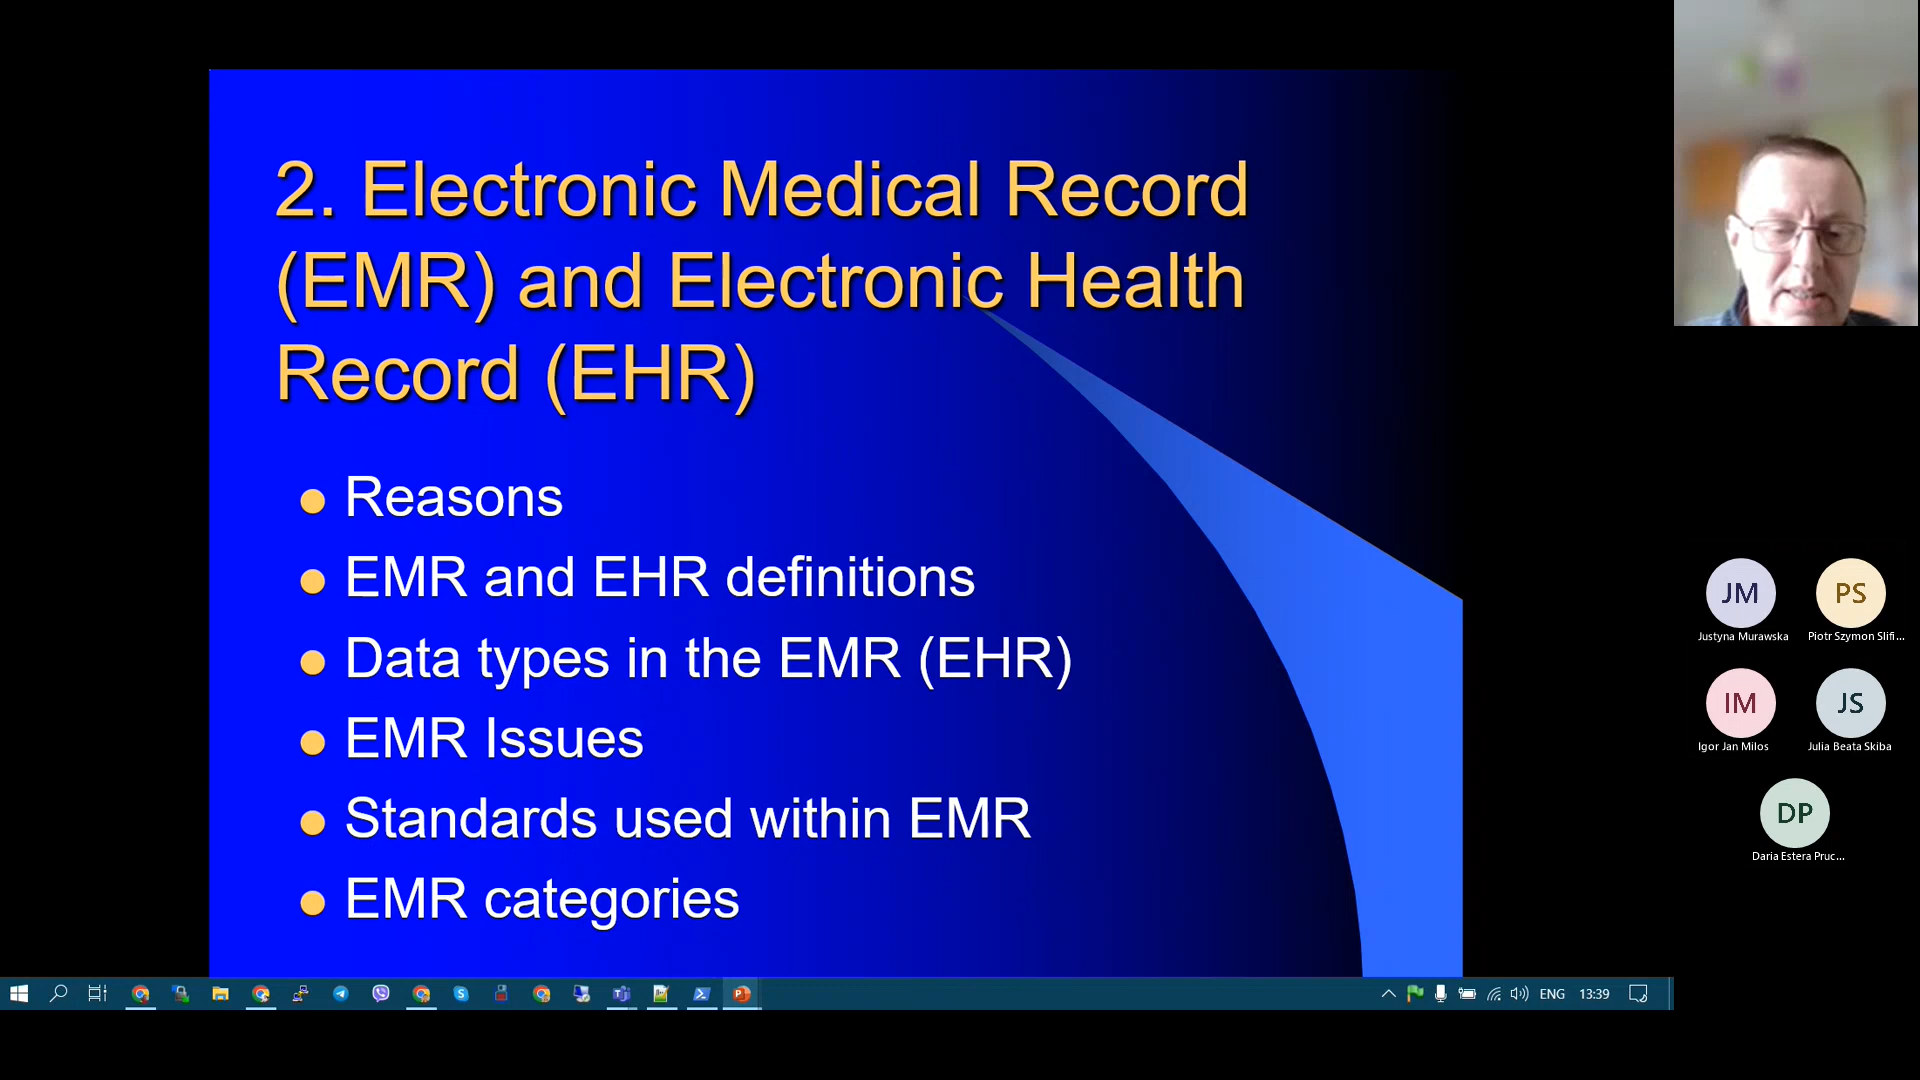 2. Electronic Medical Record
(EMR) and Electronic Health
Record (EHR)
Reasons
EMR and EHR definitions
Data types in the EMR (EHR)
EMR Issues
Standards used within EMR
EMR categories
JM
Justyna Murawska
PS
Piotr Szymon Slifi...
IM
Igor Jan Milos
JS
Julia Beata Skiba
DP
Daria Estera Pruc...
ENG
13:39